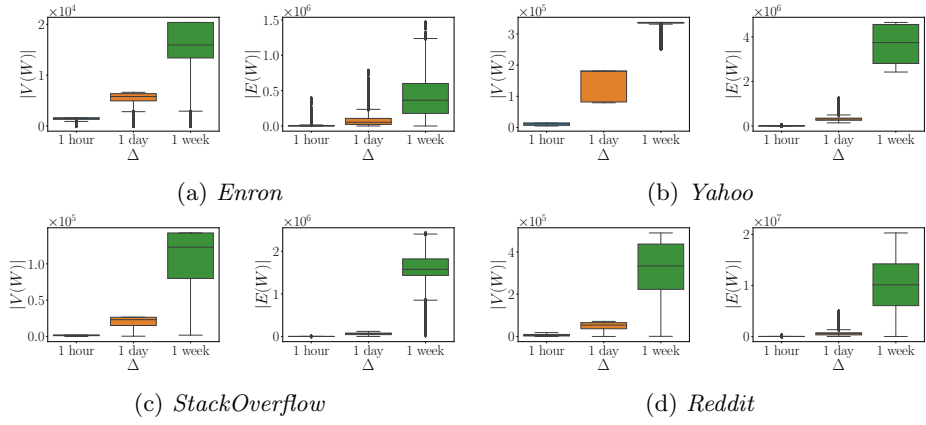 ×10⁴
|V(W)|
2
1
0
1 hour 1 day 1 week
Δ
×10⁶
|E(W)|
1.5
1.0
0.5
0.0
1 hour 1 day 1 week
Δ
(a) Enron
×10⁵
|V(W)|
3
2
1
0
1 hour 1 day 1 week
Δ
×10⁶
|E(W)|
4
2
0
1 hour 1 day 1 week
Δ
(b) Yahoo
×10⁵
|V(W)|
1.0
0.5
0.0
1 hour 1 day 1 week
Δ
×10⁶
|E(W)|
2
1
0
1 hour 1 day 1 week
Δ
(c) StackOverflow
×10⁵
|V(W)|
4
2
0
1 hour 1 day 1 week
Δ
×10⁷
|E(W)|
2
1
0
1 hour 1 day 1 week
Δ
(d) Reddit